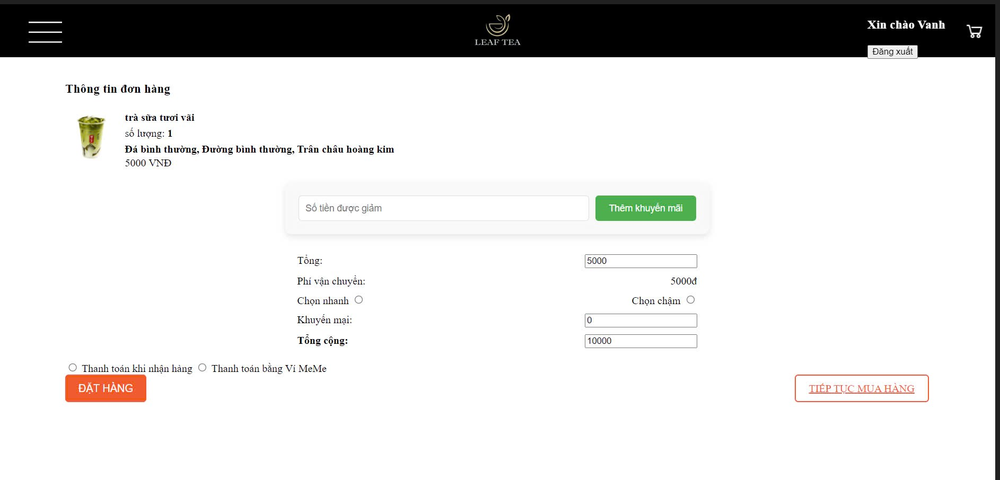 LEAF TEA
Xin chào Vanh
Đăng xuất
Thông tin đơn hàng
trà sữa tươi vãi
số lượng: 1
Đá bình thường, Đường bình thường, Trân châu hoàng kim
5000 VNĐ
Số tiền được giảm
Thêm khuyến mãi
Tổng: 5000
Phí vận chuyển: 5000đ
Chọn nhanh Chọn chậm
Khuyến mại: 0
Tổng cộng: 10000
Thanh toán khi nhận hàng Thanh toán bằng Ví MeMe
ĐẶT HÀNG TIẾP TỤC MUA HÀNG